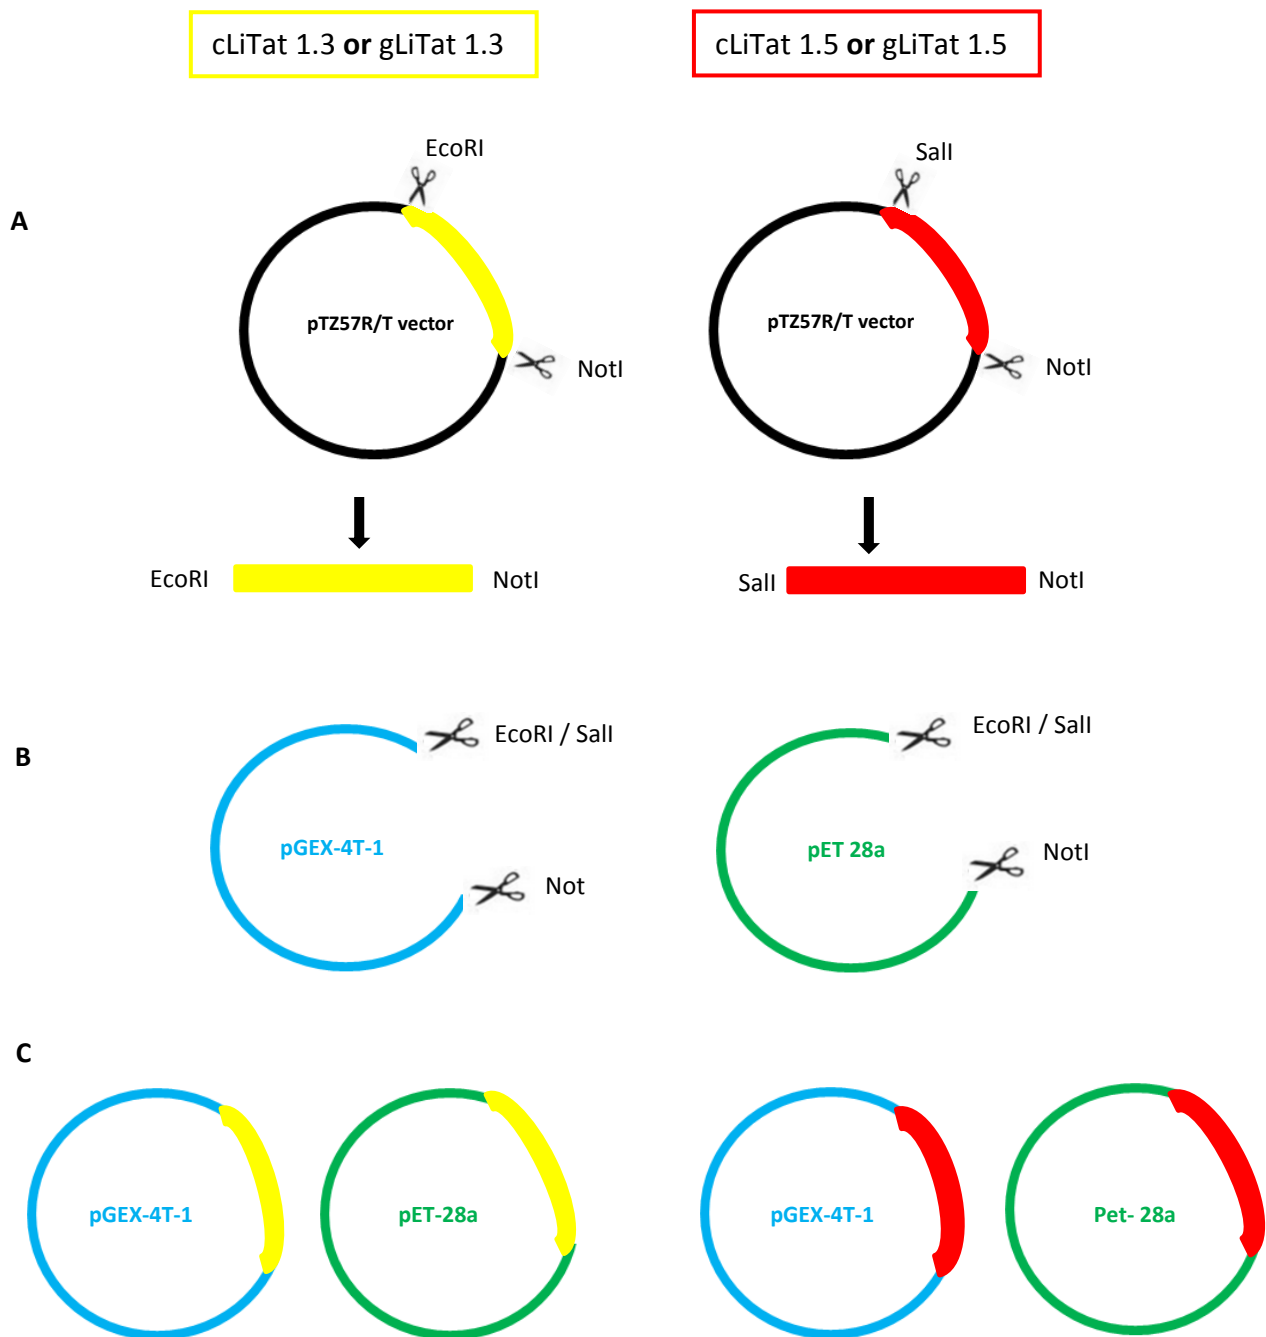 cLiTat 1.3 or gLiTat 1.3
cLiTat 1.5 or gLiTat 1.5
EcoRI
SalI
A
pTZ57R/T vector
pTZ57R/T vector
NotI
NotI
EcoRI
NotI
SalI
NotI
EcoRI / SalI
EcoRI / SalI
B
pGEX-4T-1
pET 28a
NotI
Not
C
pGEX-4T-1
pET-28a
pGEX-4T-1
Pet- 28a